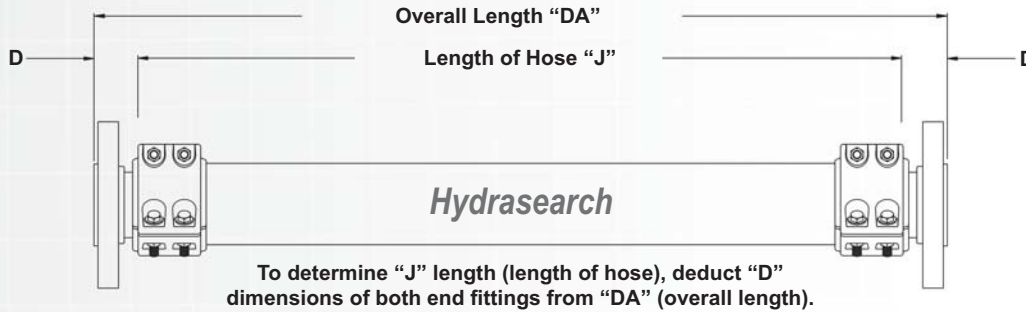 Overall Length “DA”
D
Length of Hose “J”
D
Hydrasearch
To determine “J” length (length of hose), deduct “D”
dimensions of both end fittings from “DA” (overall length).